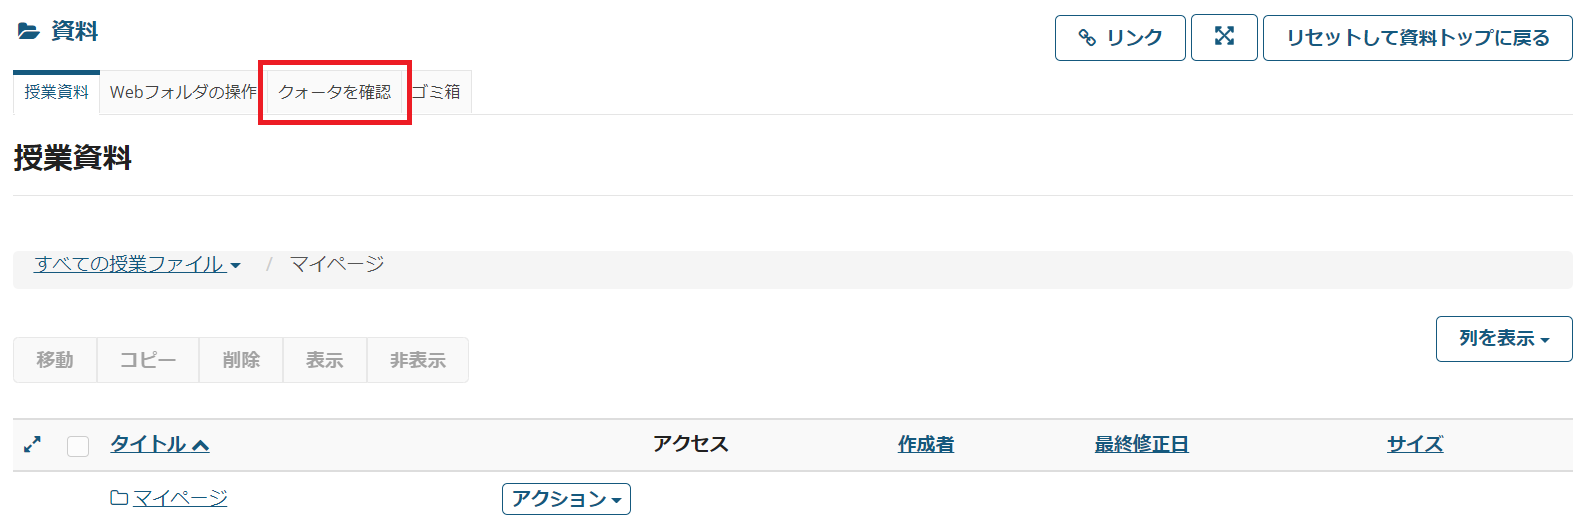 資料
リンク
リセットして資料トップに戻る
授業資料 Webフォルダの操作 クォータを確認 ゴミ箱
授業資料
すべての授業ファイル / マイページ
列を表示
移動 コピー 削除 表示 非表示
タイトル アクセス 作成者 最終修正日 サイズ
マイページ アクション